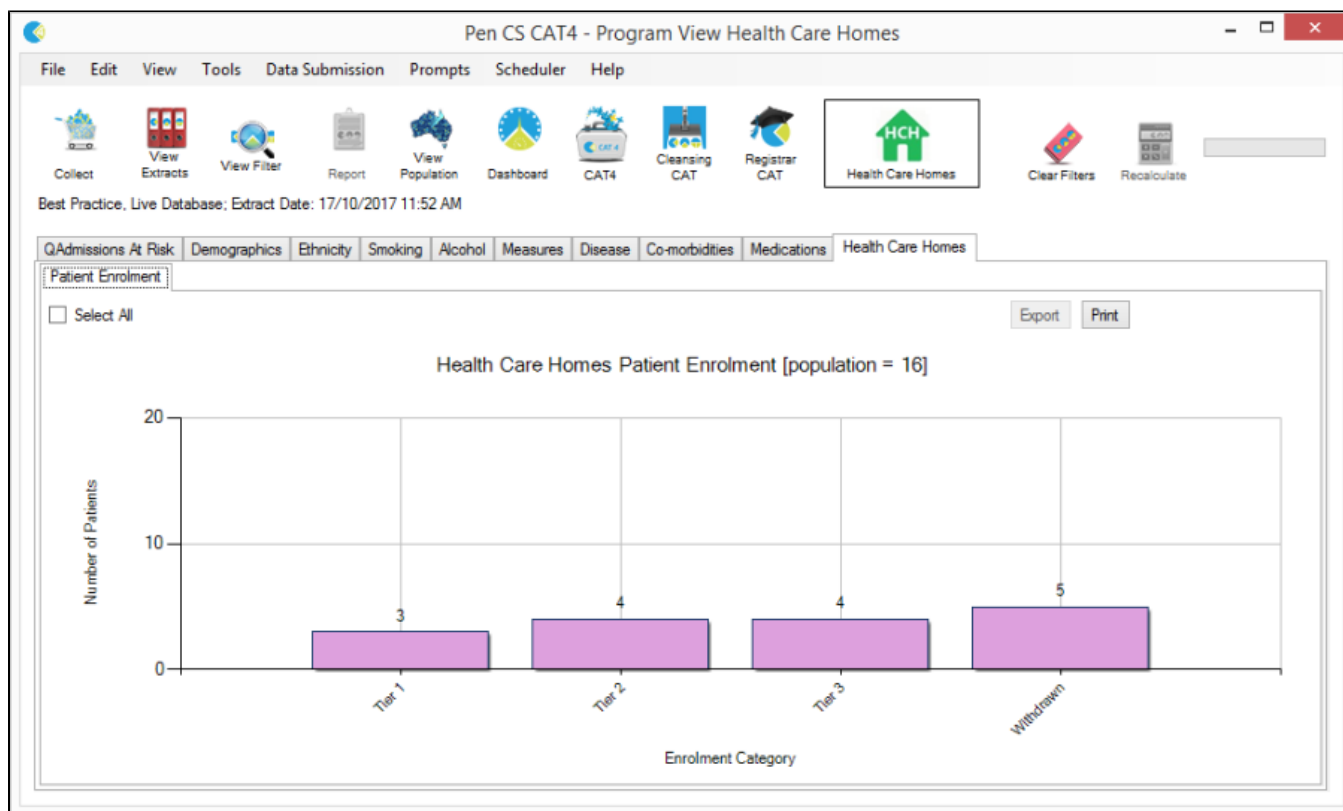 Pen CS CAT4 - Program View Health Care Homes
File Edit View Tools Data Submission Prompts Scheduler Help
HCH
CAT 4
Collect
View
Extracts
View Filter
Report
View
Population
Dashboard
CAT4
Cleansing
CAT
Registrar
CAT
Health Care Homes
Clear Filters
Recalculate
Best Practice, Live Database; Extract Date: 17/10/2017 11:52 AM
QAdmissions At Risk Demographics Ethnicity Smoking Alcohol Measures Disease Co-morbidities Medications Health Care Homes
Patient Enrolment
Select All Export Print
Health Care Homes Patient Enrolment [population = 16]
20
10
0
Number of Patients
3
4
4
5
Tier 1
Tier 2
Tier 3
Withdrawn
Enrolment Category